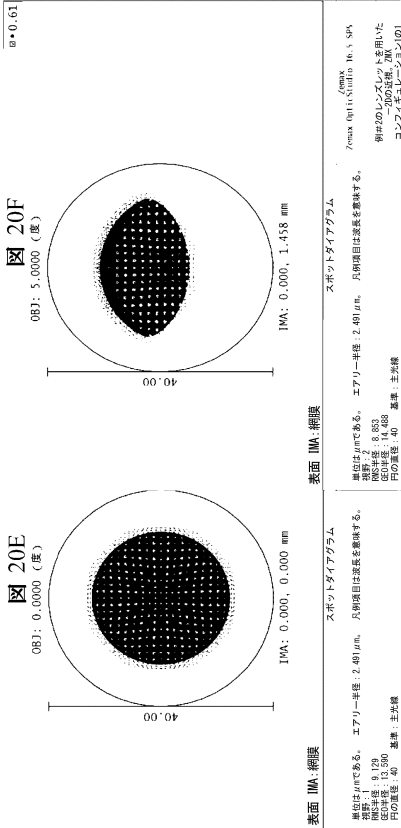 図 20E
OBJ: 0.0000 (度)
40.00
IMA: 0.000, 0.000 mm
表面 IMA:網膜
スポットダイアグラム
単位はμmである。 エアリー半径:2.491μm。 凡例項目は波長を意味する。
視野:1
RMS半径:9.129
GEO半径:13.590
円の直径:40 基準:主光線
図 20F
OBJ: 5.0000 (度)
40.00
IMA: 0.000, 1.458 mm
0.61
表面 IMA:網膜
スポットダイアグラム
単位はμmである。 エアリー半径:2.491μm。 凡例項目は波長を意味する。
視野:2
RMS半径:8.853
GEO半径:14.488
円の直径:40 基準:主光線
Zemax
Zemax OpticStudio 16.5 SP5
例#2のレンズレットを用いた
-2Dの近視。ZMX
コンフィギュレーション1の1